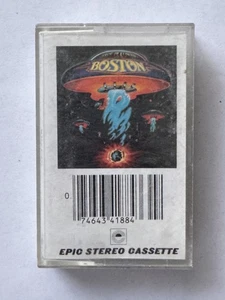 BOSTON
0
74643 41884
EPIC STEREO CASSETTE